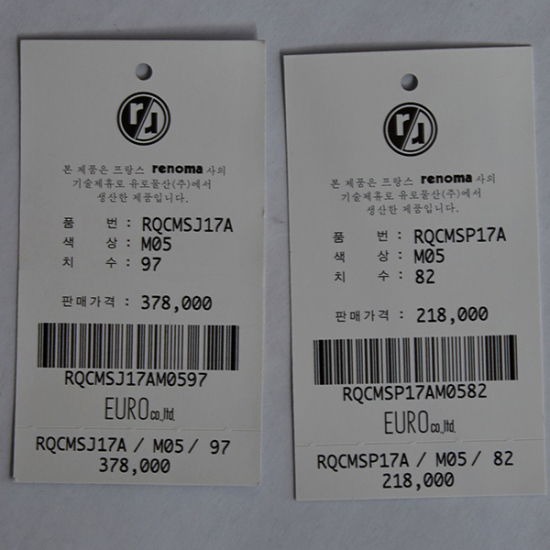 본 제품은 프랑스 renoma 사의
기술제휴로 유로물산(주)에서
생산한 제품입니다.
품 번 : RQCMSJ17A
색 상 : M05
치 수 : 97
판매가격 : 378,000
RQCMSJ17AM0597
EURO co.,ltd.
RQCMSJ17A / M05 / 97
378,000
본 제품은 프랑스 renoma 사의
기술제휴로 유로물산(주)에서
생산한 제품입니다.
품 번 : RQCMSP17A
색 상 : M05
치 수 : 82
판매가격 : 218,000
RQCMSP17AM0582
EURO co.,ltd.
RQCMSP17A / M05 / 82
218,000